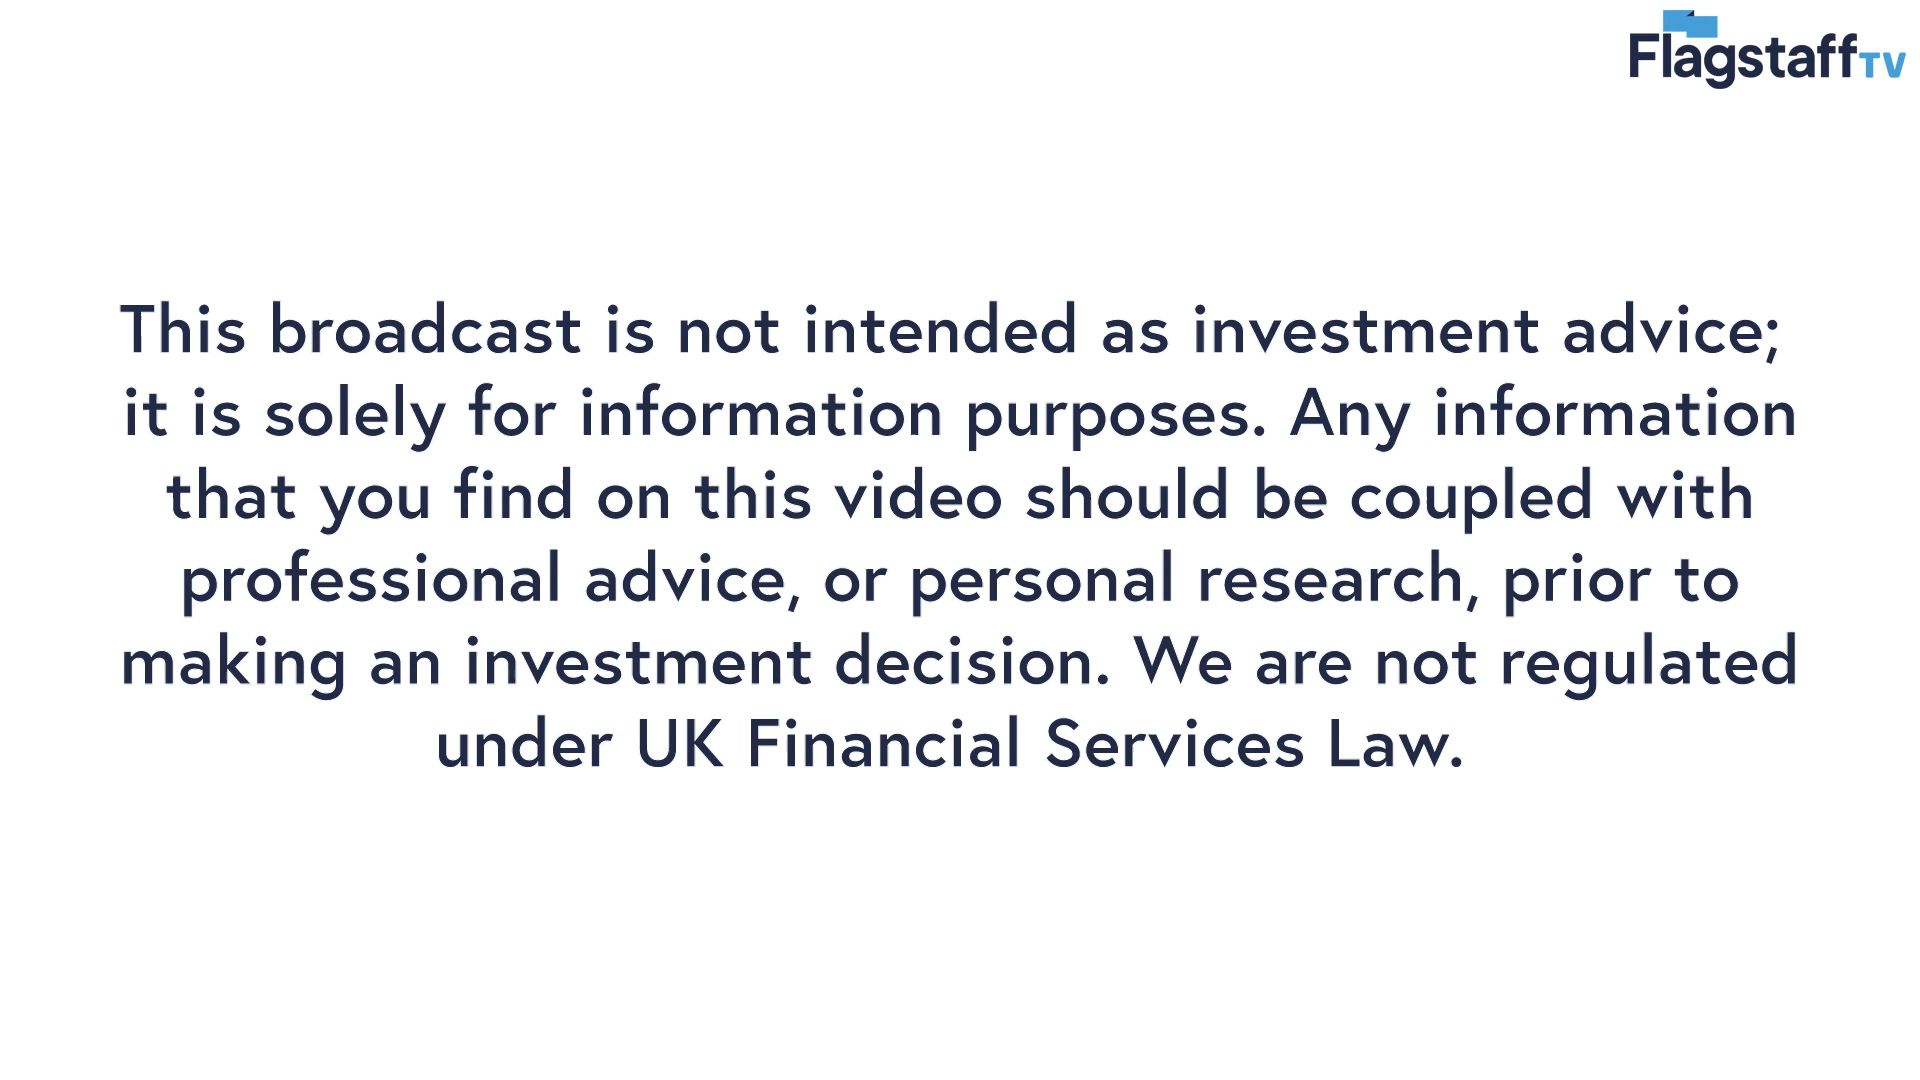 Flagstaff TV
This broadcast is not intended as investment advice;
it is solely for information purposes. Any information
that you find on this video should be coupled with
professional advice, or personal research, prior to
making an investment decision. We are not regulated
under UK Financial Services Law.